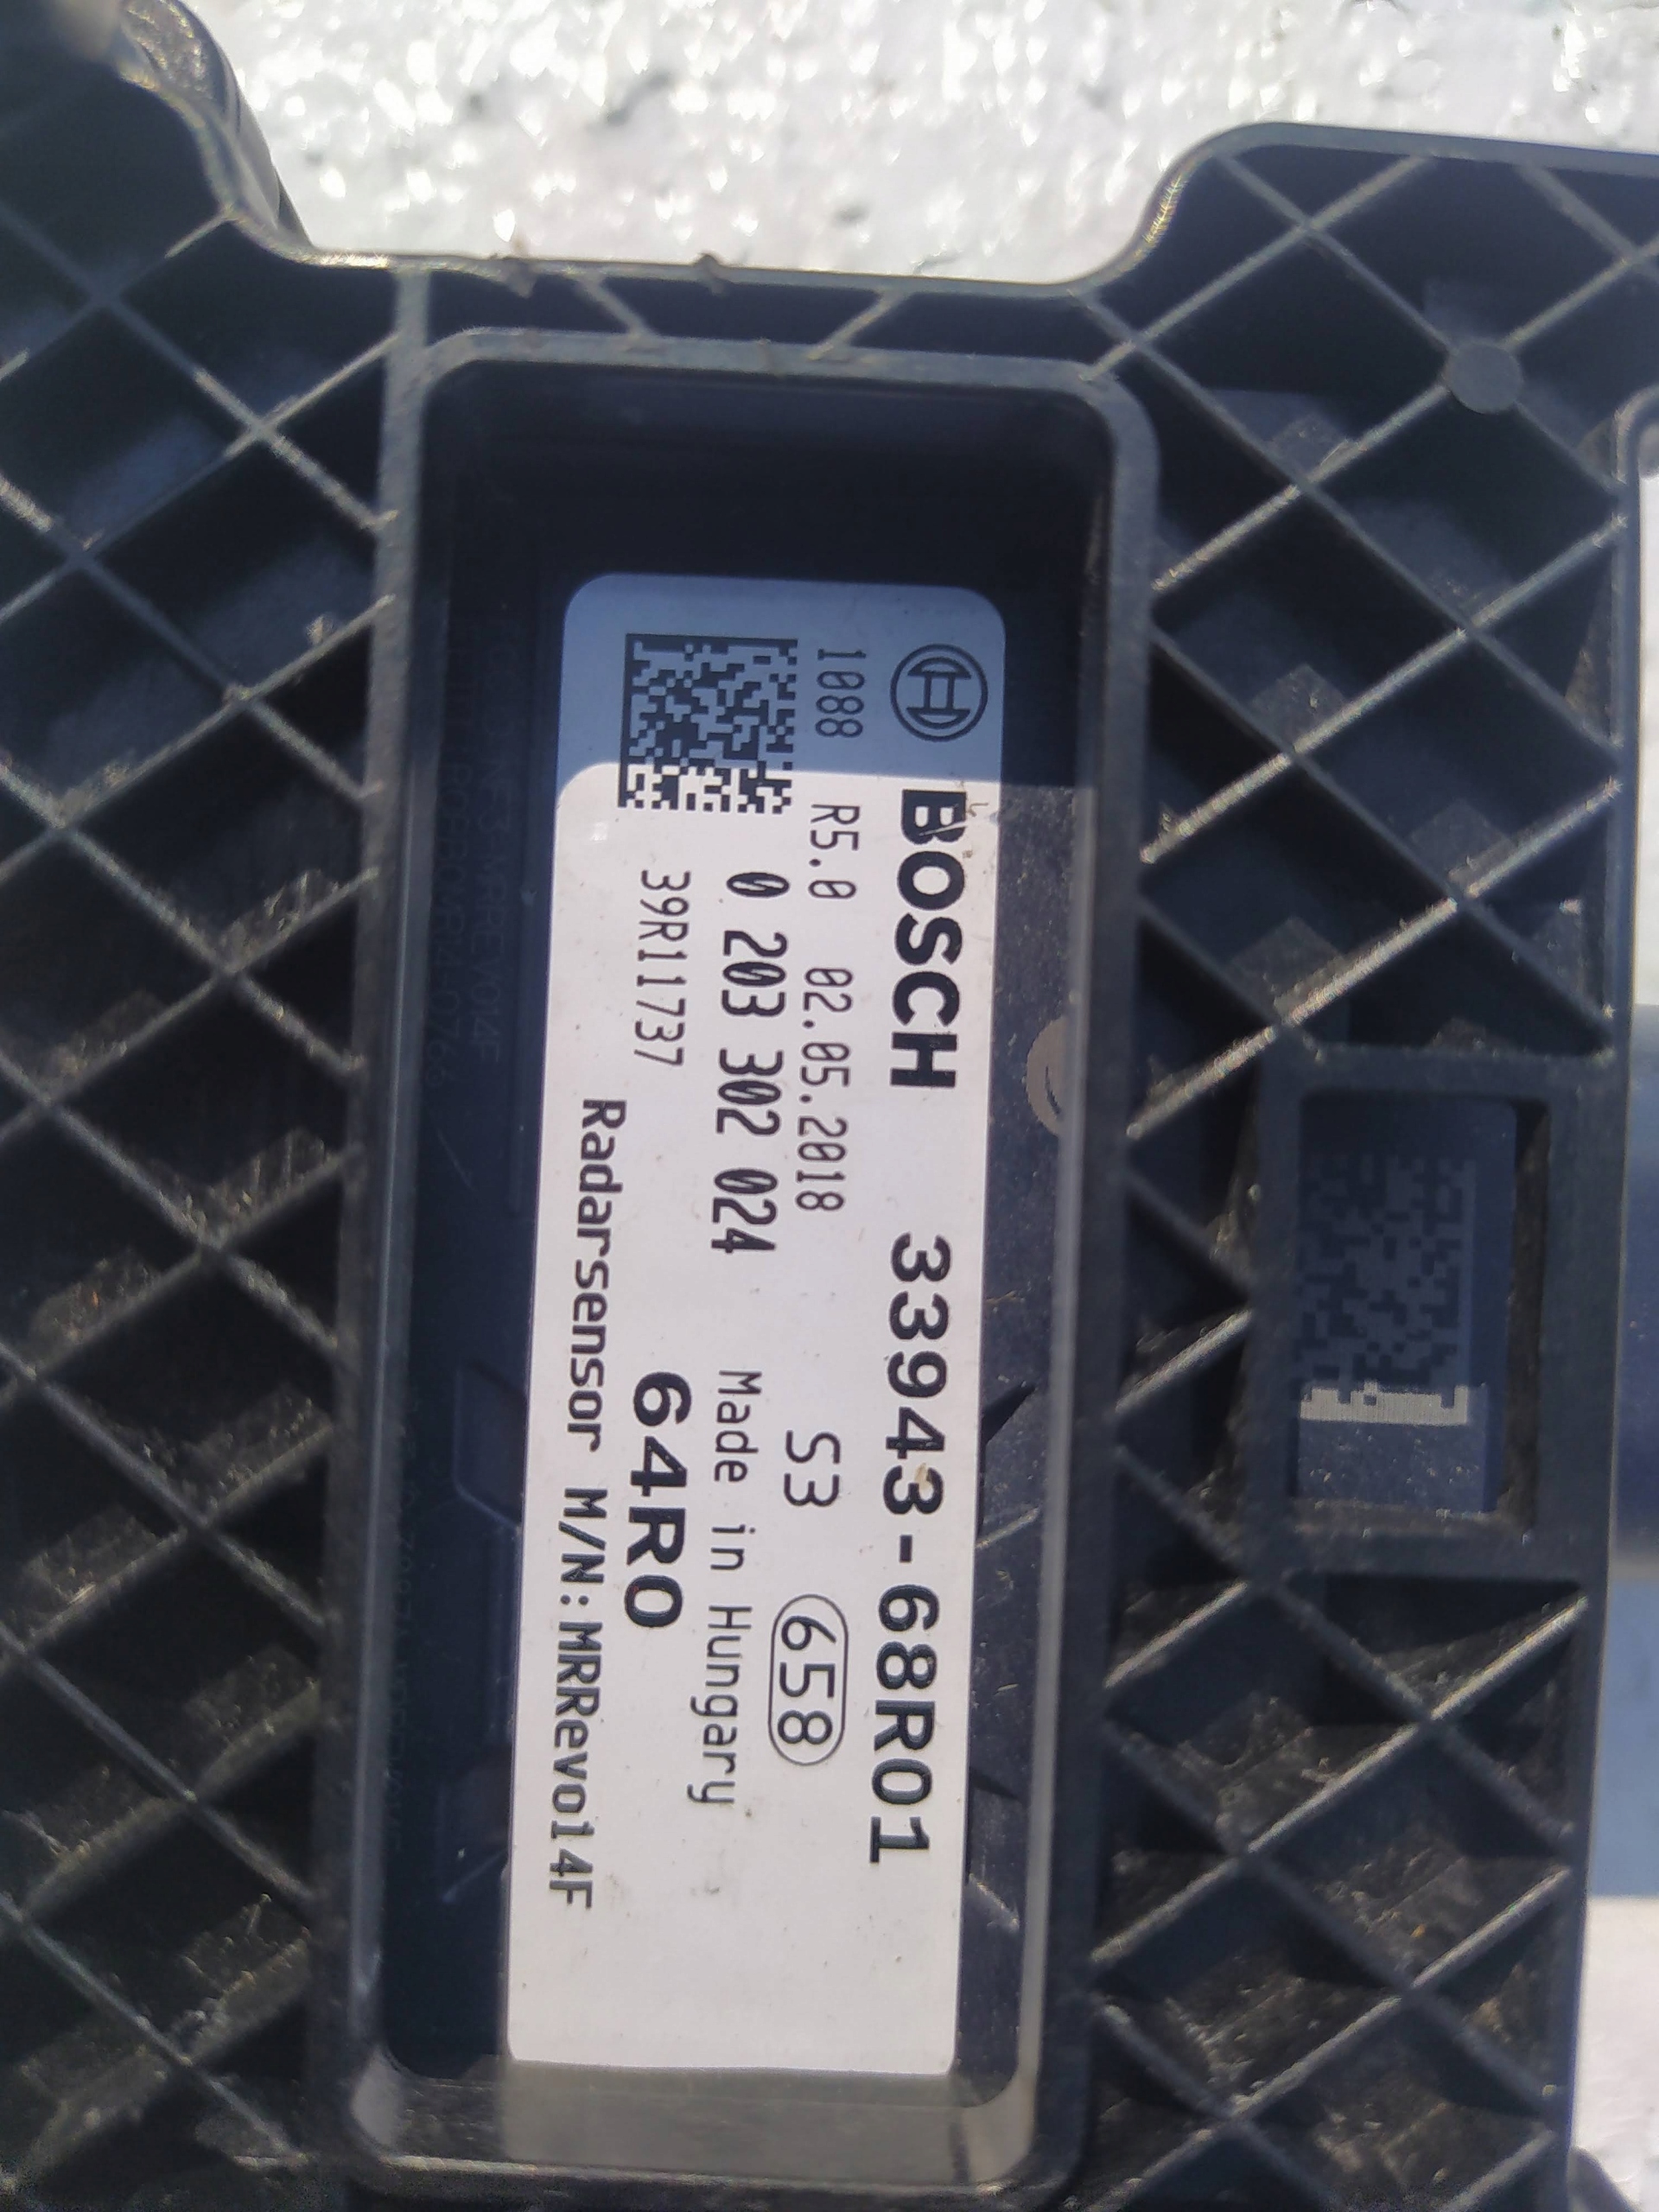 BOSCH 33943-68R01
1088 R5.0 02.05.2018 S3 658
0 203 302 024 Made in Hungary
39R11737 64R0
Radarsensor M/N:MRRevo14F